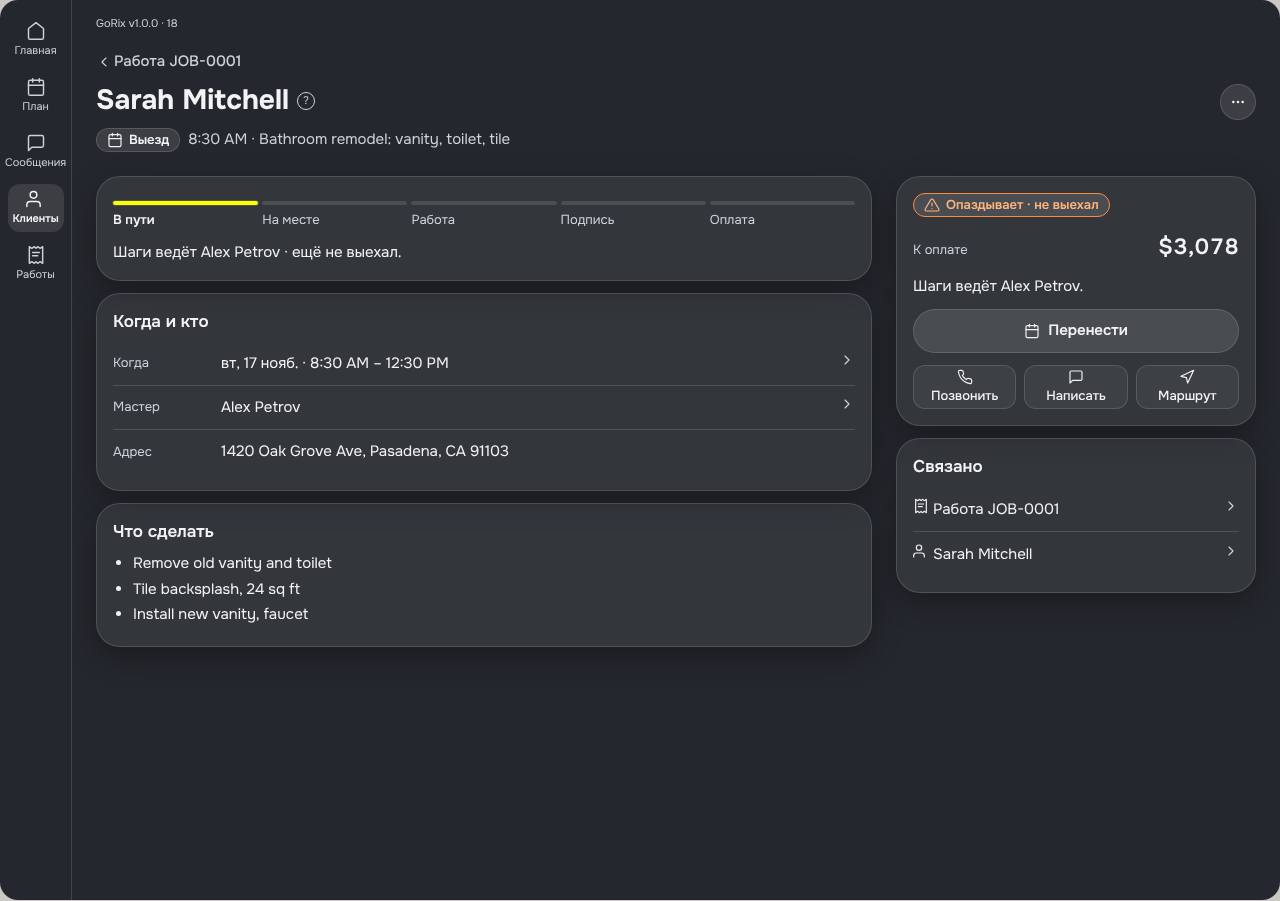 GoRix v1.0.0 · 18
Главная
План
Сообщения
Клиенты
Работы
Работа JOB-0001
Sarah Mitchell ?
Выезд 8:30 AM · Bathroom remodel: vanity, toilet, tile
В пути На месте Работа Подпись Оплата
Шаги ведёт Alex Petrov · ещё не выехал.
Когда и кто
Когда вт, 17 нояб. · 8:30 AM – 12:30 PM
Мастер Alex Petrov
Адрес 1420 Oak Grove Ave, Pasadena, CA 91103
Что сделать
• Remove old vanity and toilet
• Tile backsplash, 24 sq ft
• Install new vanity, faucet
Опаздывает · не выехал
К оплате $3,078
Шаги ведёт Alex Petrov.
Перенести
Позвонить Написать Маршрут
Связано
Работа JOB-0001
Sarah Mitchell